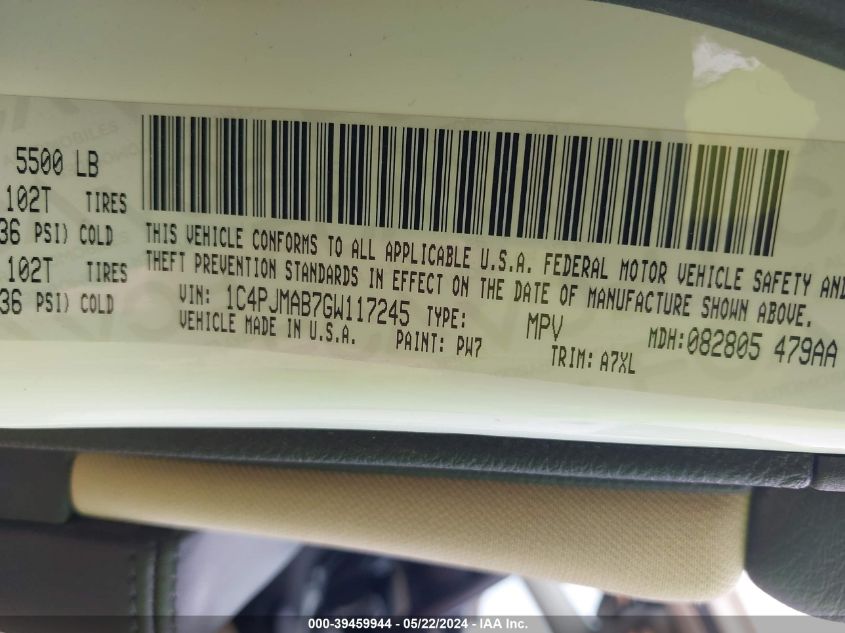 5500 LB
102T TIRES
36 PSI) COLD
102T TIRES
36 PSI) COLD
THIS VEHICLE CONFORMS TO ALL APPLICABLE U.S.A. FEDERAL MOTOR VEHICLE SAFETY AND
THEFT PREVENTION STANDARDS IN EFFECT ON THE DATE OF MANUFACTURE SHOWN ABOVE.
VIN: 1C4PJMAB7GW117245 TYPE: MPV MDH:082805 479AA
VEHICLE MADE IN U.S.A. PAINT: PW7 TRIM: A7XL
000-39459944 - 05/22/2024 - IAA Inc.